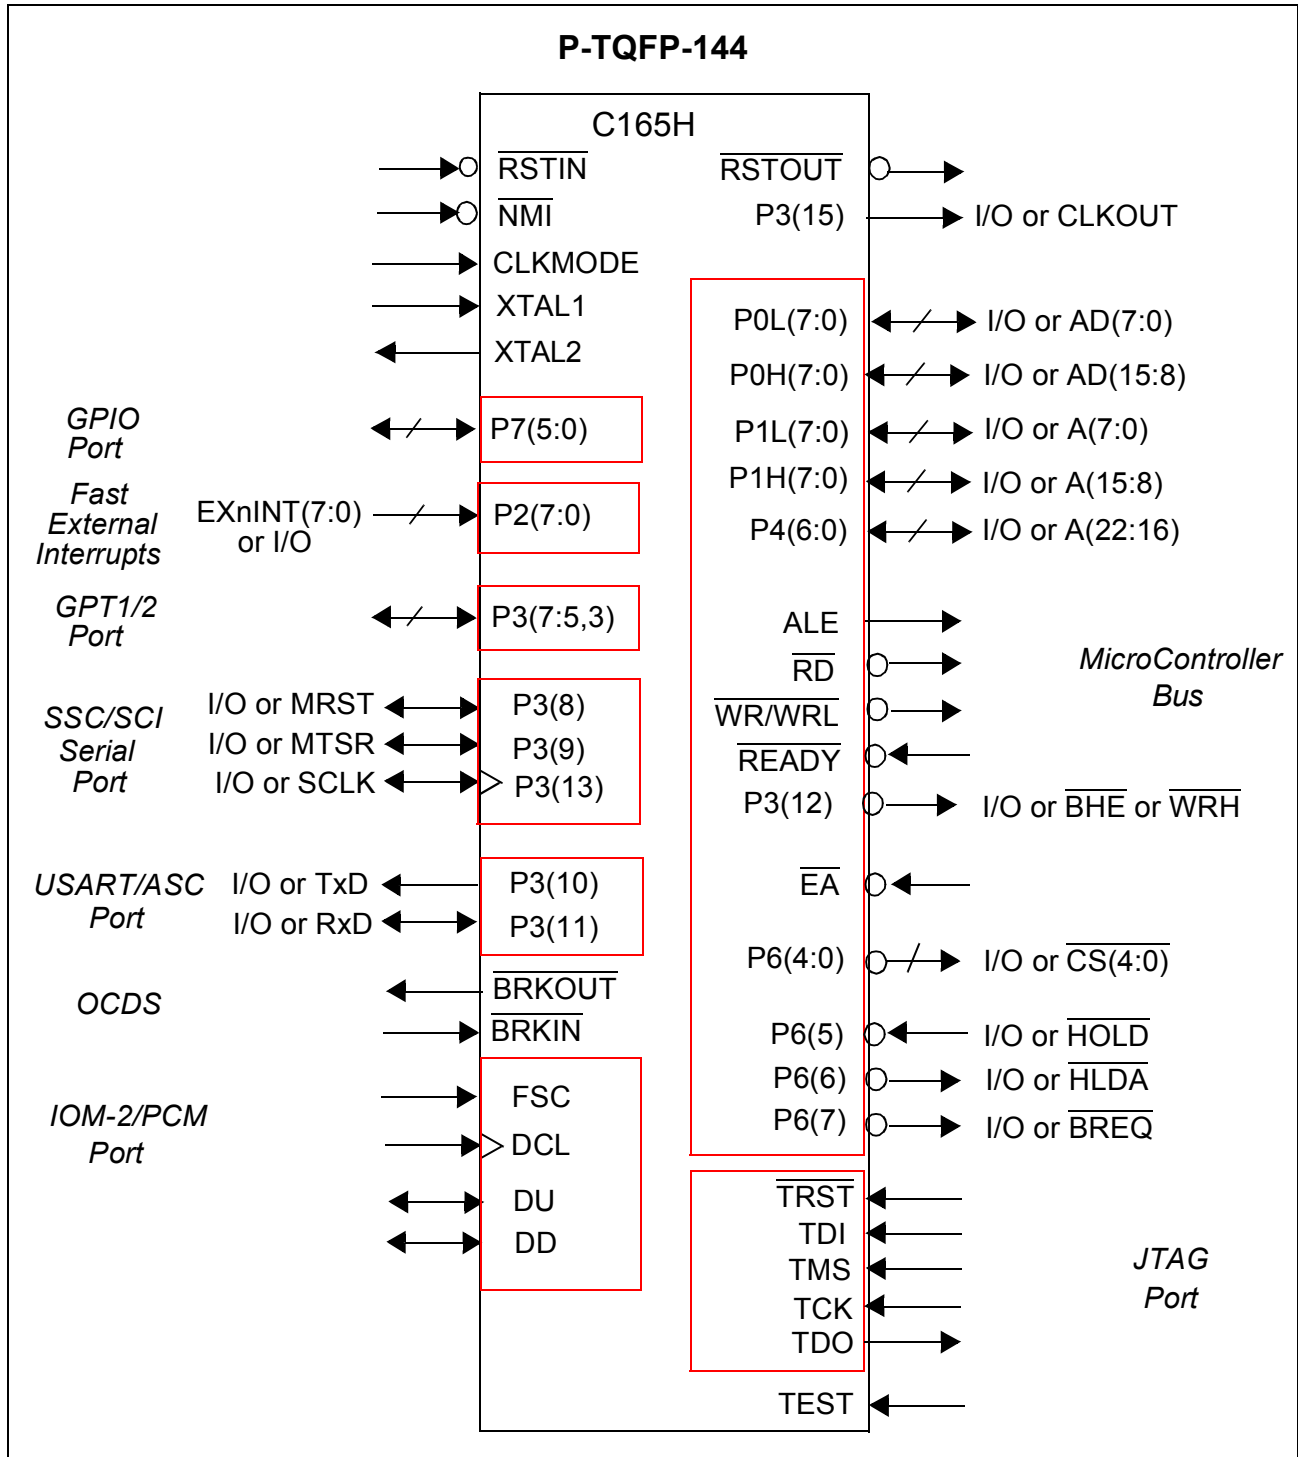 P-TQFP-144
C165H
RSTIN
NMI
CLKMODE
XTAL1
XTAL2
GPIO
Port
P7(5:0)
Fast
External
Interrupts
EXnINT(7:0)
or I/O
P2(7:0)
GPT1/2
Port
P3(7:5,3)
SSC/SCI
Serial
Port
I/O or MRST P3(8)
I/O or MTSR P3(9)
I/O or SCLK P3(13)
USART/ASC
Port
I/O or TxD P3(10)
I/O or RxD P3(11)
OCDS
BRKOUT
BRKIN
IOM-2/PCM
Port
FSC
DCL
DU
DD
RSTOUT
P3(15) I/O or CLKOUT
P0L(7:0) I/O or AD(7:0)
P0H(7:0) I/O or AD(15:8)
P1L(7:0) I/O or A(7:0)
P1H(7:0) I/O or A(15:8)
P4(6:0) I/O or A(22:16)
ALE
RD
WR/WRL
READY
P3(12) I/O or BHE or WRH
EA
P6(4:0) I/O or CS(4:0)
P6(5) I/O or HOLD
P6(6) I/O or HLDA
P6(7) I/O or BREQ
MicroController
Bus
TRST
TDI
TMS
TCK
TDO
JTAG
Port
TEST